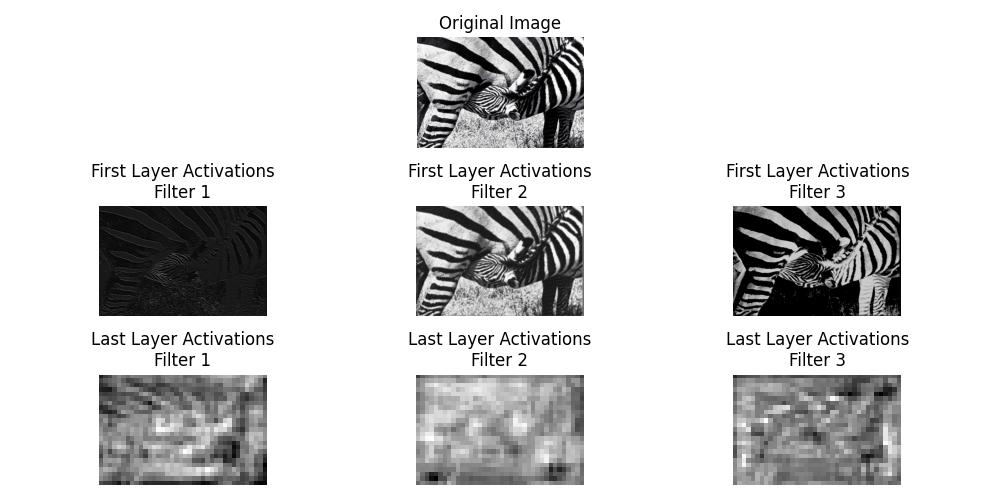 Original Image
First Layer Activations
Filter 1
First Layer Activations
Filter 2
First Layer Activations
Filter 3
Last Layer Activations
Filter 1
Last Layer Activations
Filter 2
Last Layer Activations
Filter 3